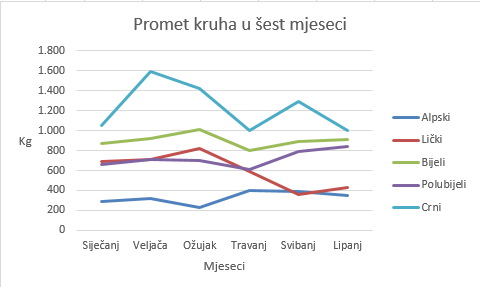 Promet kruha u šest mjeseci
1.800
1.600
1.400
1.200
1.000
800
600
400
200
0
Kg
Siječanj Veljača Ožujak Travanj Svibanj Lipanj
Mjeseci
Alpski
Lički
Bijeli
Polubijeli
Crni